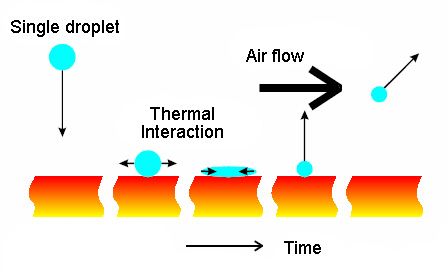 Single droplet
Air flow
Thermal
Interaction
Time